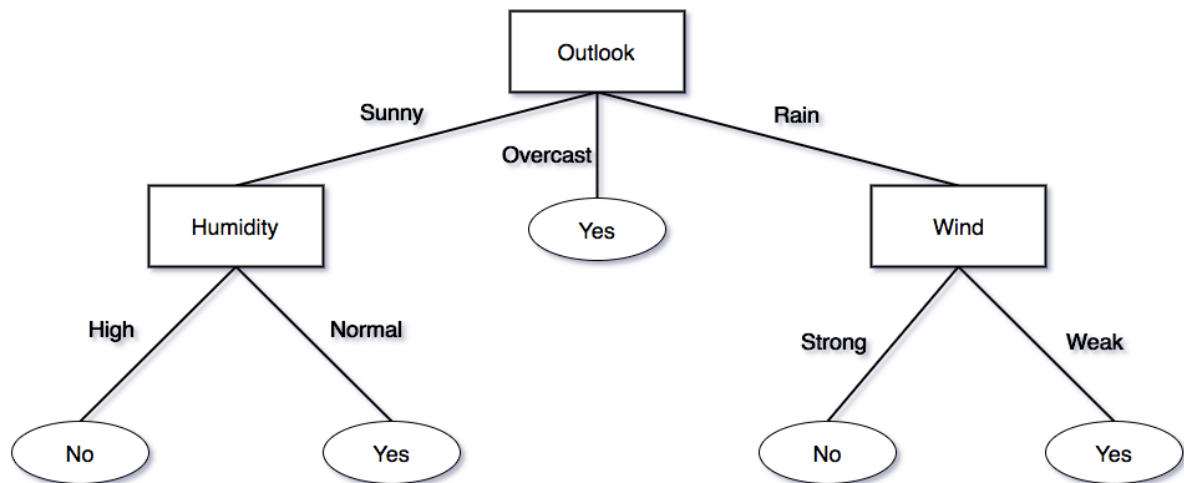 Outlook
Sunny
Rain
Overcast
Humidity
Yes
Wind
High
Normal
Strong
Weak
No
Yes
No
Yes